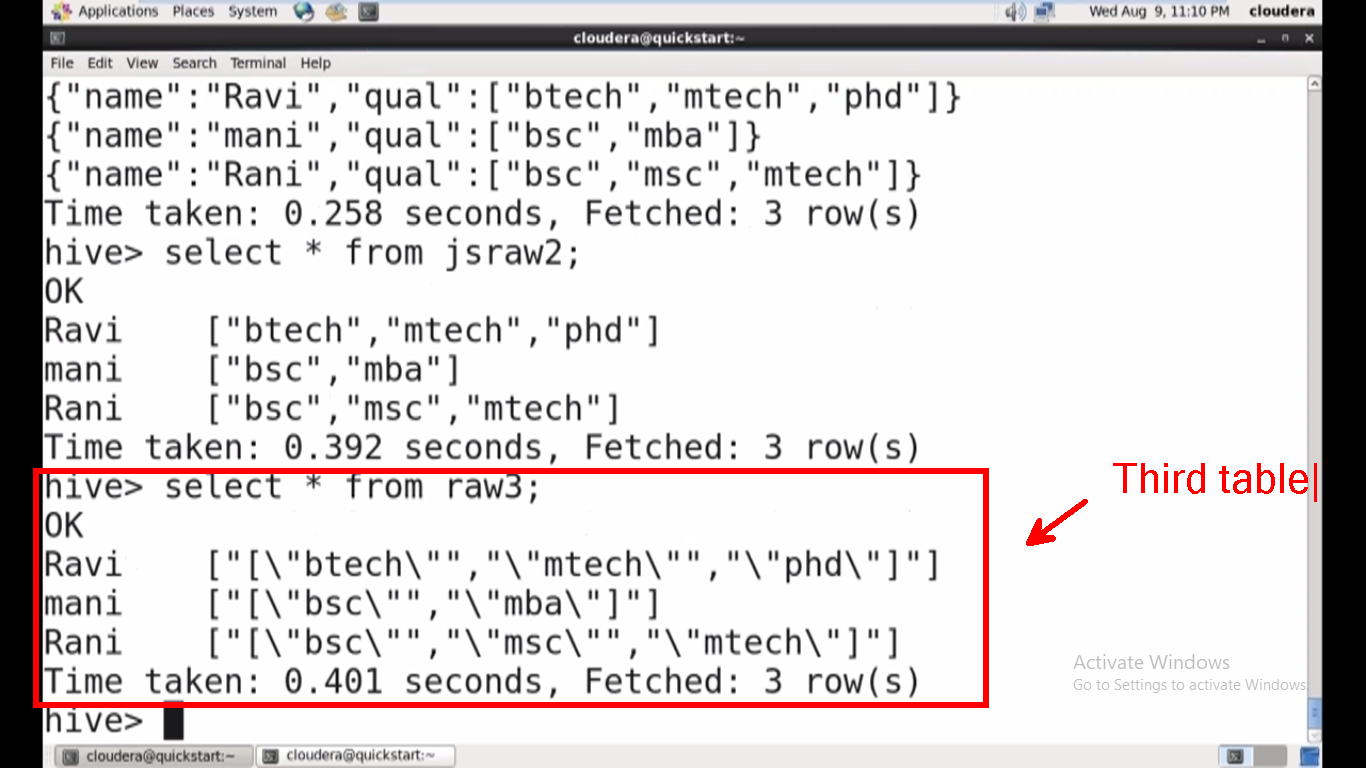 Applications Places System Wed Aug 9, 11:10 PM cloudera
cloudera@quickstart:~
File Edit View Search Terminal Help
{"name":"Ravi","qual":["btech","mtech","phd"]}
{"name":"mani","qual":["bsc","mba"]}
{"name":"Rani","qual":["bsc","msc","mtech"]}
Time taken: 0.258 seconds, Fetched: 3 row(s)
hive> select * from jsraw2;
OK
Ravi ["btech","mtech","phd"]
mani ["bsc","mba"]
Rani ["bsc","msc","mtech"]
Time taken: 0.392 seconds, Fetched: 3 row(s)
hive> select * from raw3;
Third table
OK
Ravi ["[\"btech\"","\"mtech\"","\"phd\"]"]
mani ["[\"bsc\"","\"mba\"]"]
Rani ["[\"bsc\"","\"msc\"","\"mtech\"]"]
Time taken: 0.401 seconds, Fetched: 3 row(s)
hive>
Activate Windows
Go to Settings to activate Windows.
cloudera@quickstart:~ cloudera@quickstart:~